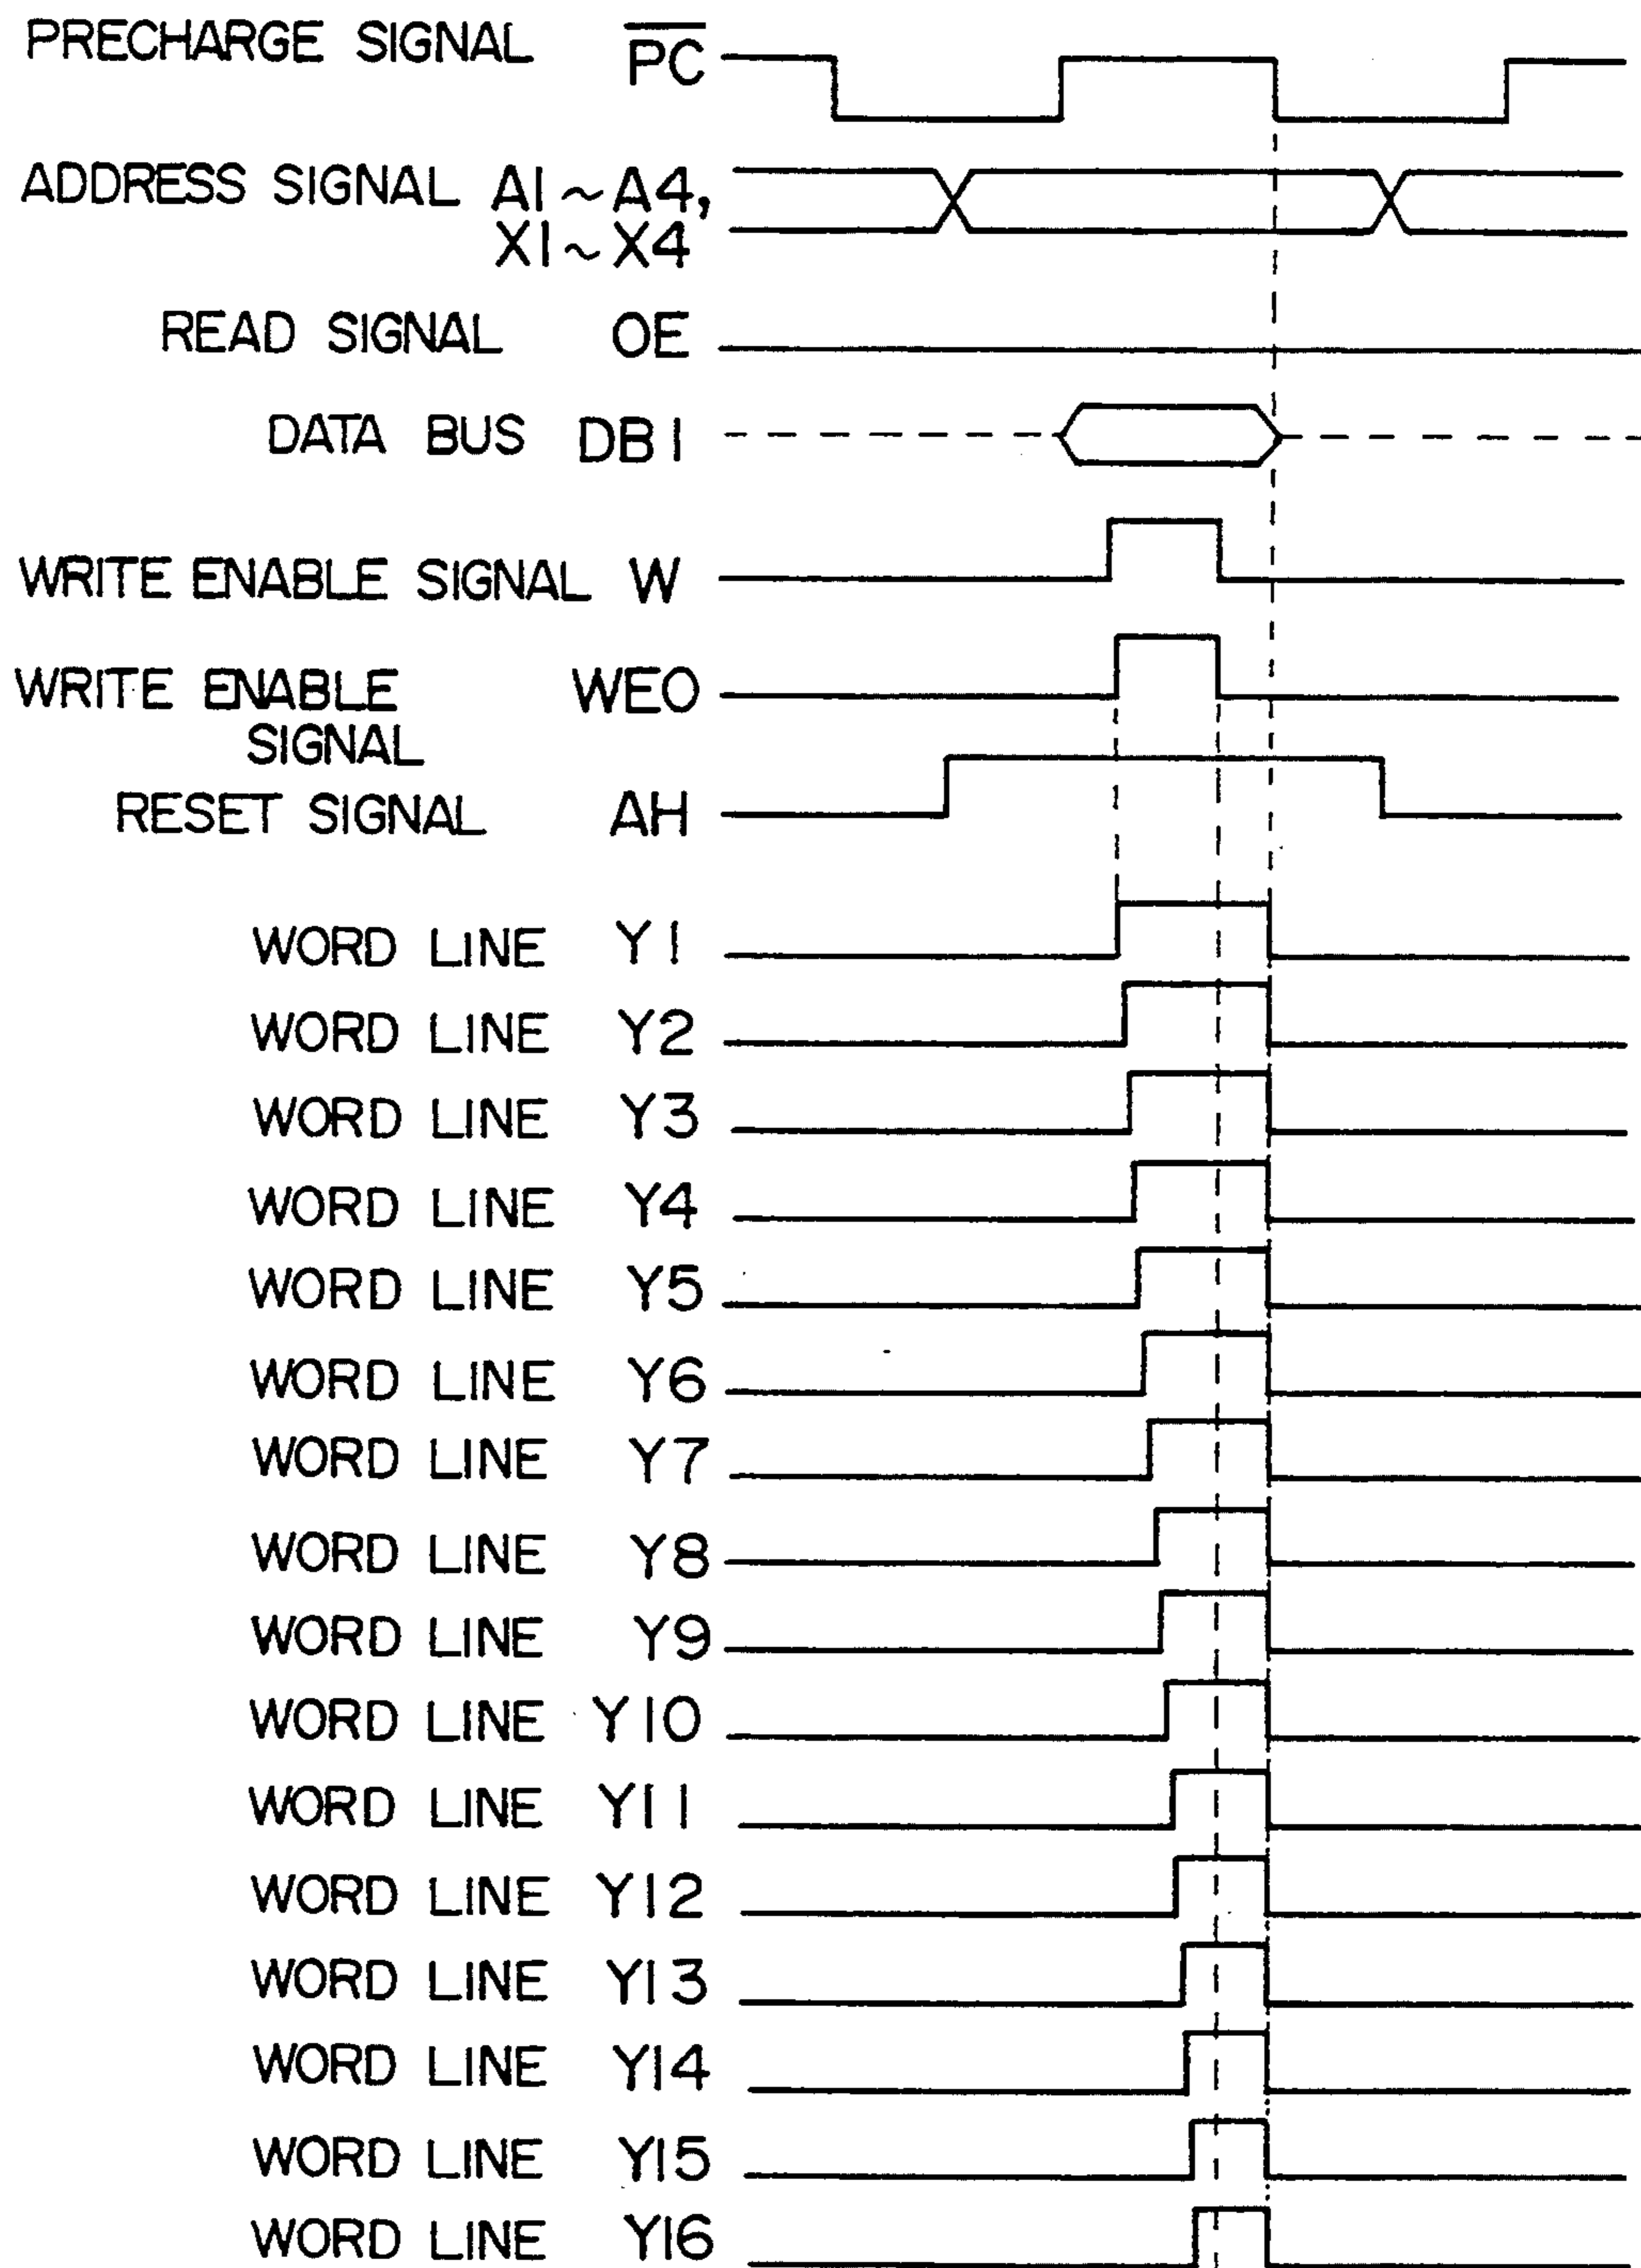 PRECHARGE SIGNAL PC
ADDRESS SIGNAL A1~A4,
X1~X4
READ SIGNAL OE
DATA BUS DB1
WRITE ENABLE SIGNAL W
WRITE ENABLE WEO
SIGNAL
RESET SIGNAL AH
WORD LINE Y1
WORD LINE Y2
WORD LINE Y3
WORD LINE Y4
WORD LINE Y5
WORD LINE Y6
WORD LINE Y7
WORD LINE Y8
WORD LINE Y9
WORD LINE Y10
WORD LINE Y11
WORD LINE Y12
WORD LINE Y13
WORD LINE Y14
WORD LINE Y15
WORD LINE Y16